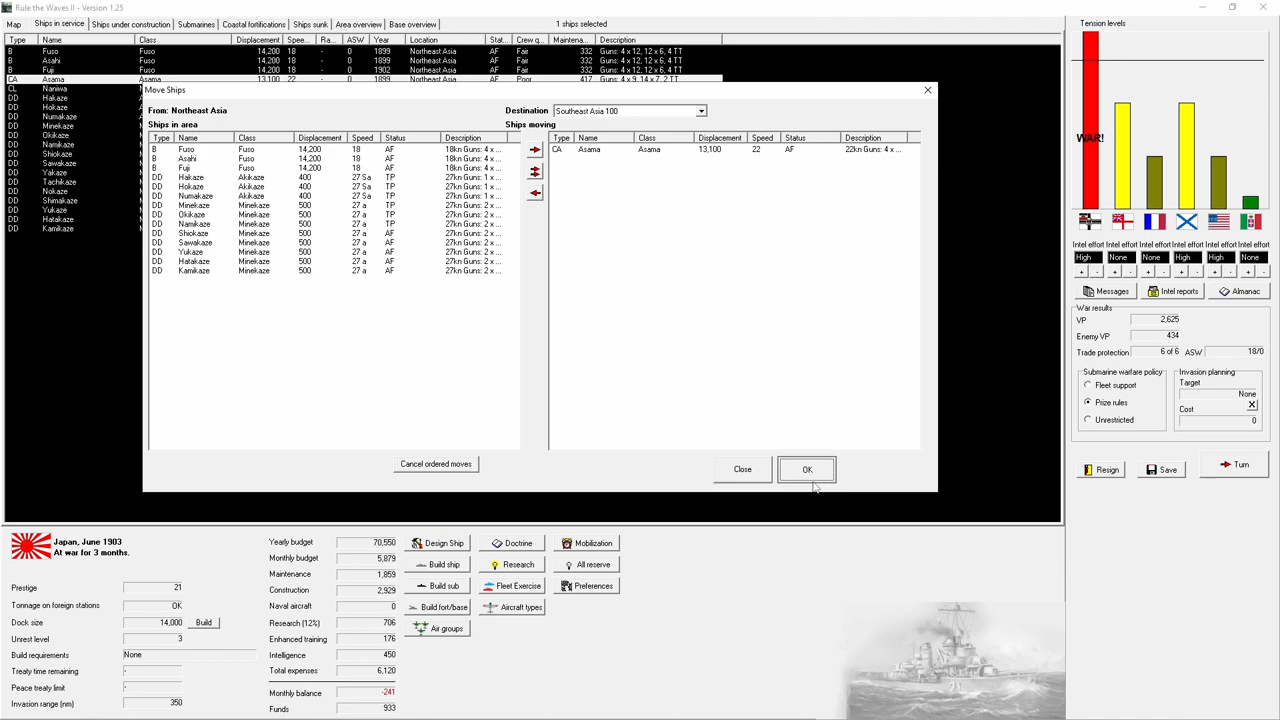 Rule the Waves II - Version 1.25
Map Ships in service Ships under construction Submarines Coastal fortifications Ships sunk Area overview Base overview 1 ships selected
Type Name Class Displacement Spee... Ra... ASW Year Location Stat... Crew q... Maintena... Description
B Fuso Fuso 14,200 18 - 0 1899 Northeast Asia AF Fair 332 Guns: 4 x 12, 12 x 6, 4 TT
B Asahi Fuso 14,200 18 - 0 1899 Northeast Asia AF Fair 332 Guns: 4 x 12, 12 x 6, 4 TT
B Fuji Fuso 14,200 18 - 0 1902 Northeast Asia AF Fair 332 Guns: 4 x 12, 12 x 6, 4 TT
CA Asama Asama 13,100 22 - 0 1899 Northeast Asia AF Poor 417 Guns: 4 x 9, 14 x 7, 2 TT
CL Naniwa
DD Hakaze
DD Hokaze
DD Numakaze
DD Minekaze
DD Okikaze
DD Namikaze
DD Shiokaze
DD Sawakaze
DD Yakaze
DD Tachikaze
DD Nokaze
DD Shimakaze
DD Yukaze
DD Hatakaze
DD Kamikaze
Move Ships
From: Northeast Asia Destination Southeast Asia 100
Ships in area Ships moving
Type Name Class Displacement Speed Status Description
B Fuso Fuso 14,200 18 AF 18kn Guns: 4 x ...
B Asahi Fuso 14,200 18 AF 18kn Guns: 4 x ...
B Fuji Fuso 14,200 18 AF 18kn Guns: 4 x ...
DD Hakaze Akikaze 400 27 Sa TP 27kn Guns: 1 x ...
DD Hokaze Akikaze 400 27 Sa TP 27kn Guns: 1 x ...
DD Numakaze Akikaze 400 27 Sa TP 27kn Guns: 1 x ...
DD Minekaze Minekaze 500 27 a TP 27kn Guns: 2 x ...
DD Okikaze Minekaze 500 27 a TP 27kn Guns: 2 x ...
DD Namikaze Minekaze 500 27 a TP 27kn Guns: 2 x ...
DD Shiokaze Minekaze 500 27 a AF 27kn Guns: 2 x ...
DD Sawakaze Minekaze 500 27 a AF 27kn Guns: 2 x ...
DD Yukaze Minekaze 500 27 a AF 27kn Guns: 2 x ...
DD Hatakaze Minekaze 500 27 a AF 27kn Guns: 2 x ...
DD Kamikaze Minekaze 500 27 a AF 27kn Guns: 2 x ...
Type Name Class Displacement Speed Status Description
CA Asama Asama 13,100 22 AF 22kn Guns: 4 x ...
Cancel ordered moves Close OK
Tension levels
WAR!
Intel effort Intel effort Intel effort Intel effort Intel effort Intel effort
High None None High High None
+ - + - + - + - + - + -
Messages Intel reports Almanac
War results
VP 2,625
Enemy VP 434
Trade protection 6 of 6 ASW 18/0
Submarine warfare policy
Fleet support
Prize rules
Unrestricted
Invasion planning
Target
None
Cost X
0
Resign Save Turn
Japan, June 1903
At war for 3 months.
Prestige 21
Tonnage on foreign stations OK
Dock size 14,000 Build
Unrest level 3
Build requirements None
Treaty time remaining -
Peace treaty limit -
Invasion range (nm) 350
Yearly budget 70,550
Monthly budget 5,879
Maintenance 1,859
Construction 2,929
Naval aircraft 0
Research (12%) 706
Enhanced training 176
Intelligence 450
Total expenses 6,120
Monthly balance -241
Funds 933
Design Ship Doctrine Mobilization
Build ship Research All reserve
Build sub Fleet Exercise Preferences
Build fort/base Aircraft types
Air groups